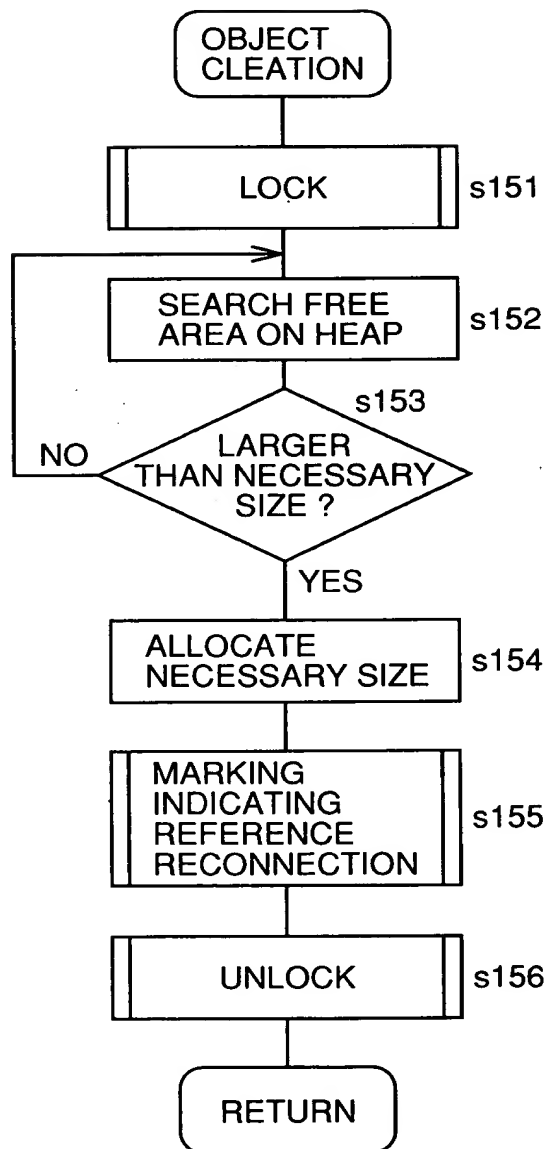 OBJECT
CLEATION
LOCK
s151
SEARCH FREE
AREA ON HEAP
s152
s153
LARGER
THAN NECESSARY
SIZE ?
NO
YES
ALLOCATE
NECESSARY SIZE
s154
MARKING
INDICATING
REFERENCE
RECONNECTION
s155
UNLOCK
s156
RETURN